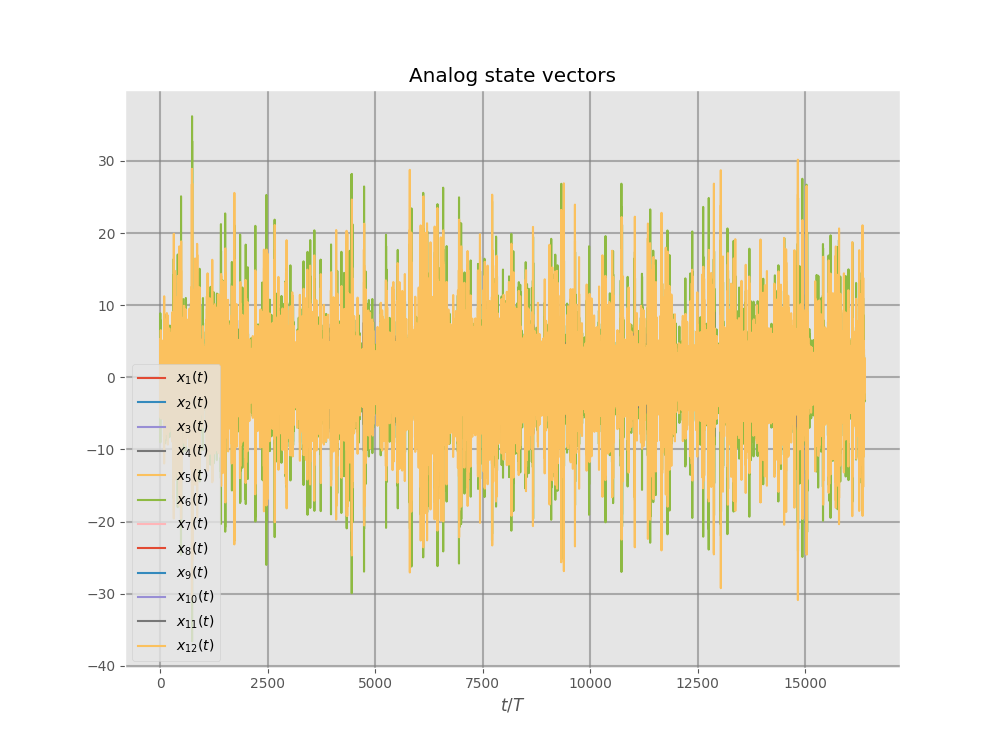 Analog state vectors
30
20
10
0
−10
−20
−30
−40
x₁(t)
x₂(t)
x₃(t)
x₄(t)
x₅(t)
x₆(t)
x₇(t)
x₈(t)
x₉(t)
x₁₀(t)
x₁₁(t)
x₁₂(t)
0 2500 5000 7500 10000 12500 15000
t/T